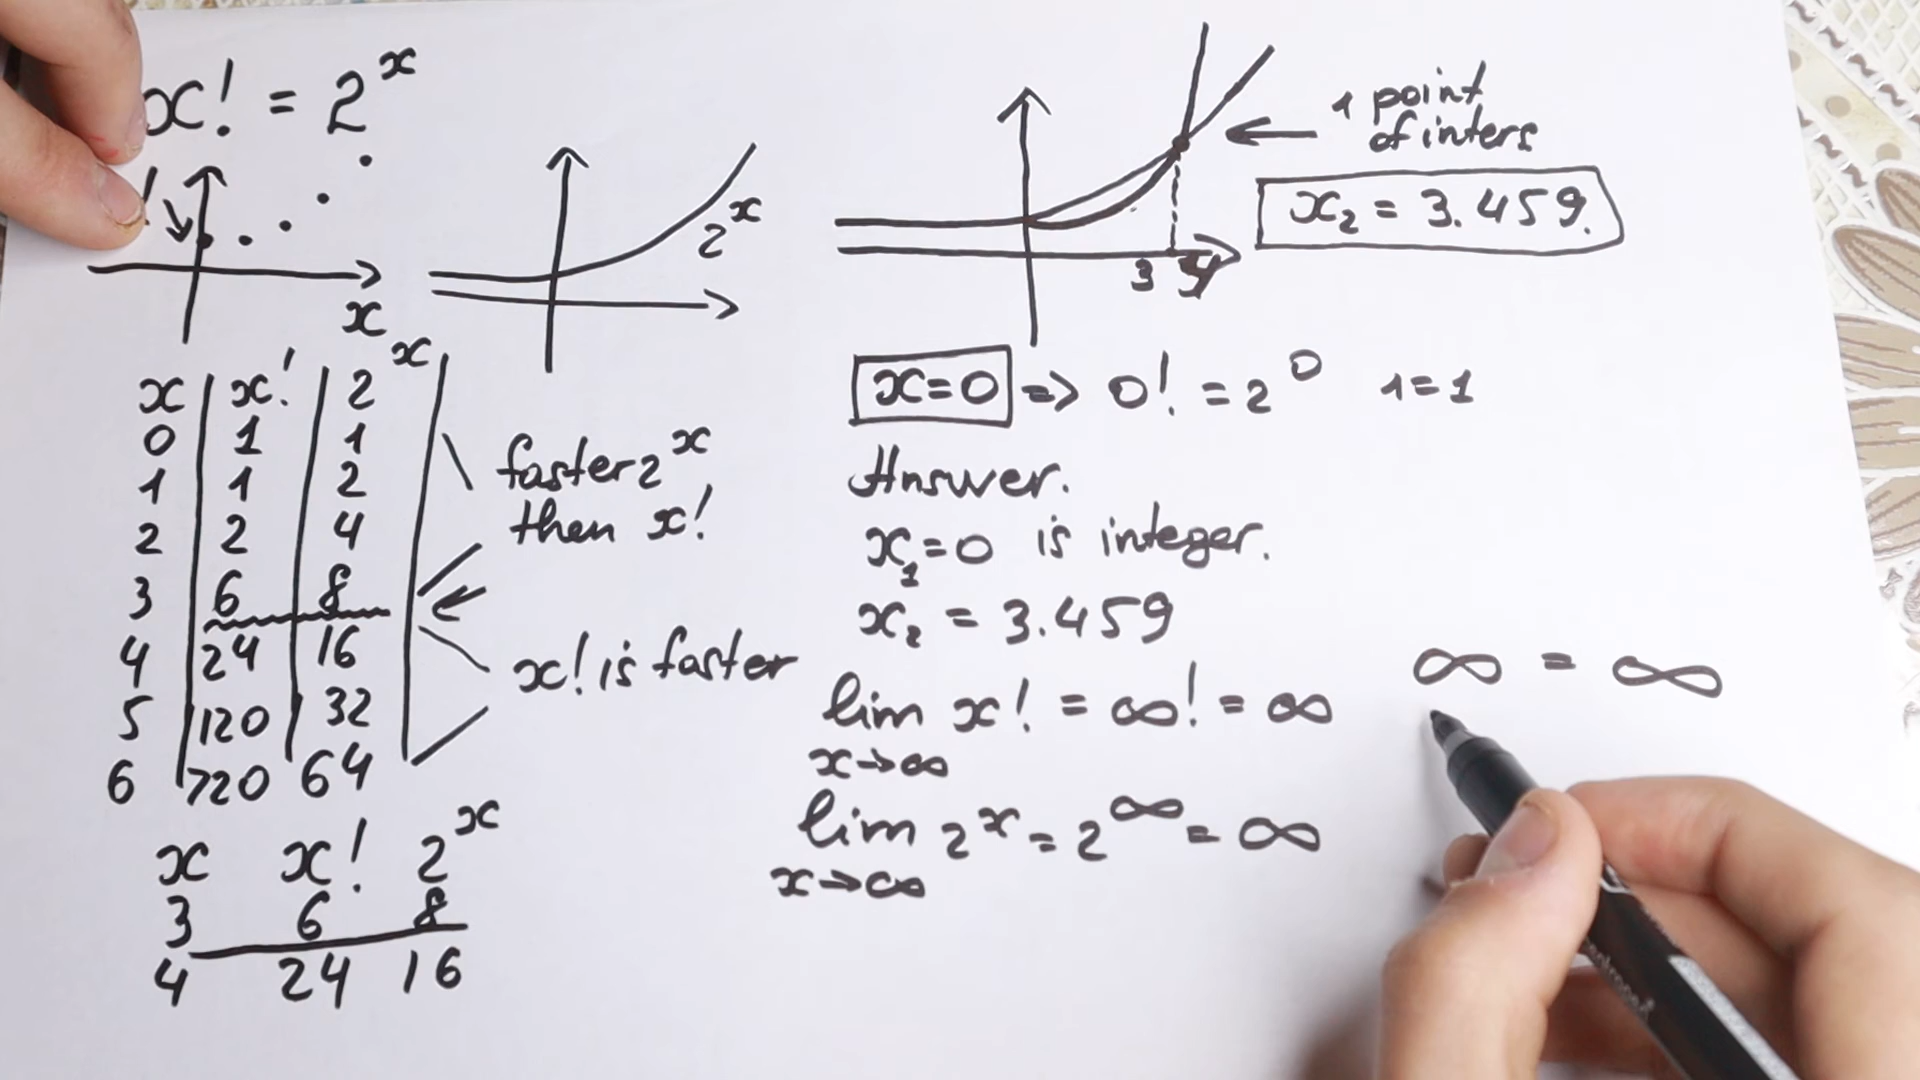 x! = 2^x
!
x
2^x
1 point
of inters
x₂ = 3.459.
3 4
x | x! | 2^x
0 | 1 | 1
1 | 1 | 2
2 | 2 | 4
3 | 6 | 8
4 | 24 | 16
5 | 120 | 32
6 | 720 | 64
faster 2^x
then x!
x! is faster
x x! 2^x
3 6 8
4 24 16
x=0 => 0! = 2^0 1=1
Answer.
x₁=0 is integer.
x₂ = 3.459
lim x! = ∞! = ∞
x→∞
lim 2^x = 2^∞ = ∞
x→∞
∞ = ∞